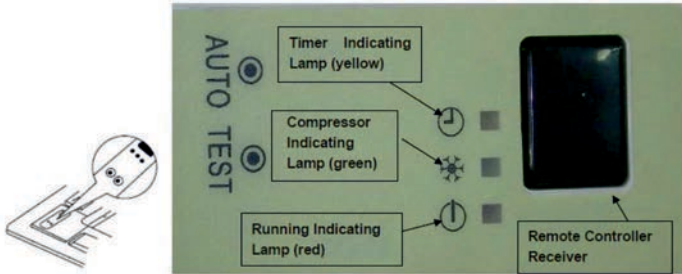 AUTO TEST
Timer Indicating
Lamp (yellow)
Compressor
Indicating
Lamp (green)
Running Indicating
Lamp (red)
Remote Controller
Receiver